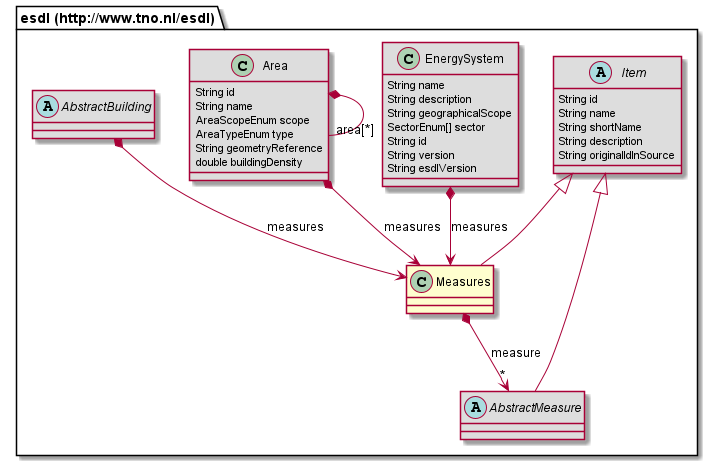 esdl (http://www.tno.nl/esdl)
A AbstractBuilding
C Area
String id
String name
AreaScopeEnum scope
AreaTypeEnum type
String geometryReference
double buildingDensity
area[*]
C EnergySystem
String name
String description
String geographicalScope
SectorEnum[] sector
String id
String version
String esdlVersion
A Item
String id
String name
String shortName
String description
String originalIdInSource
measures
measures
measures
C Measures
measure
*
A AbstractMeasure